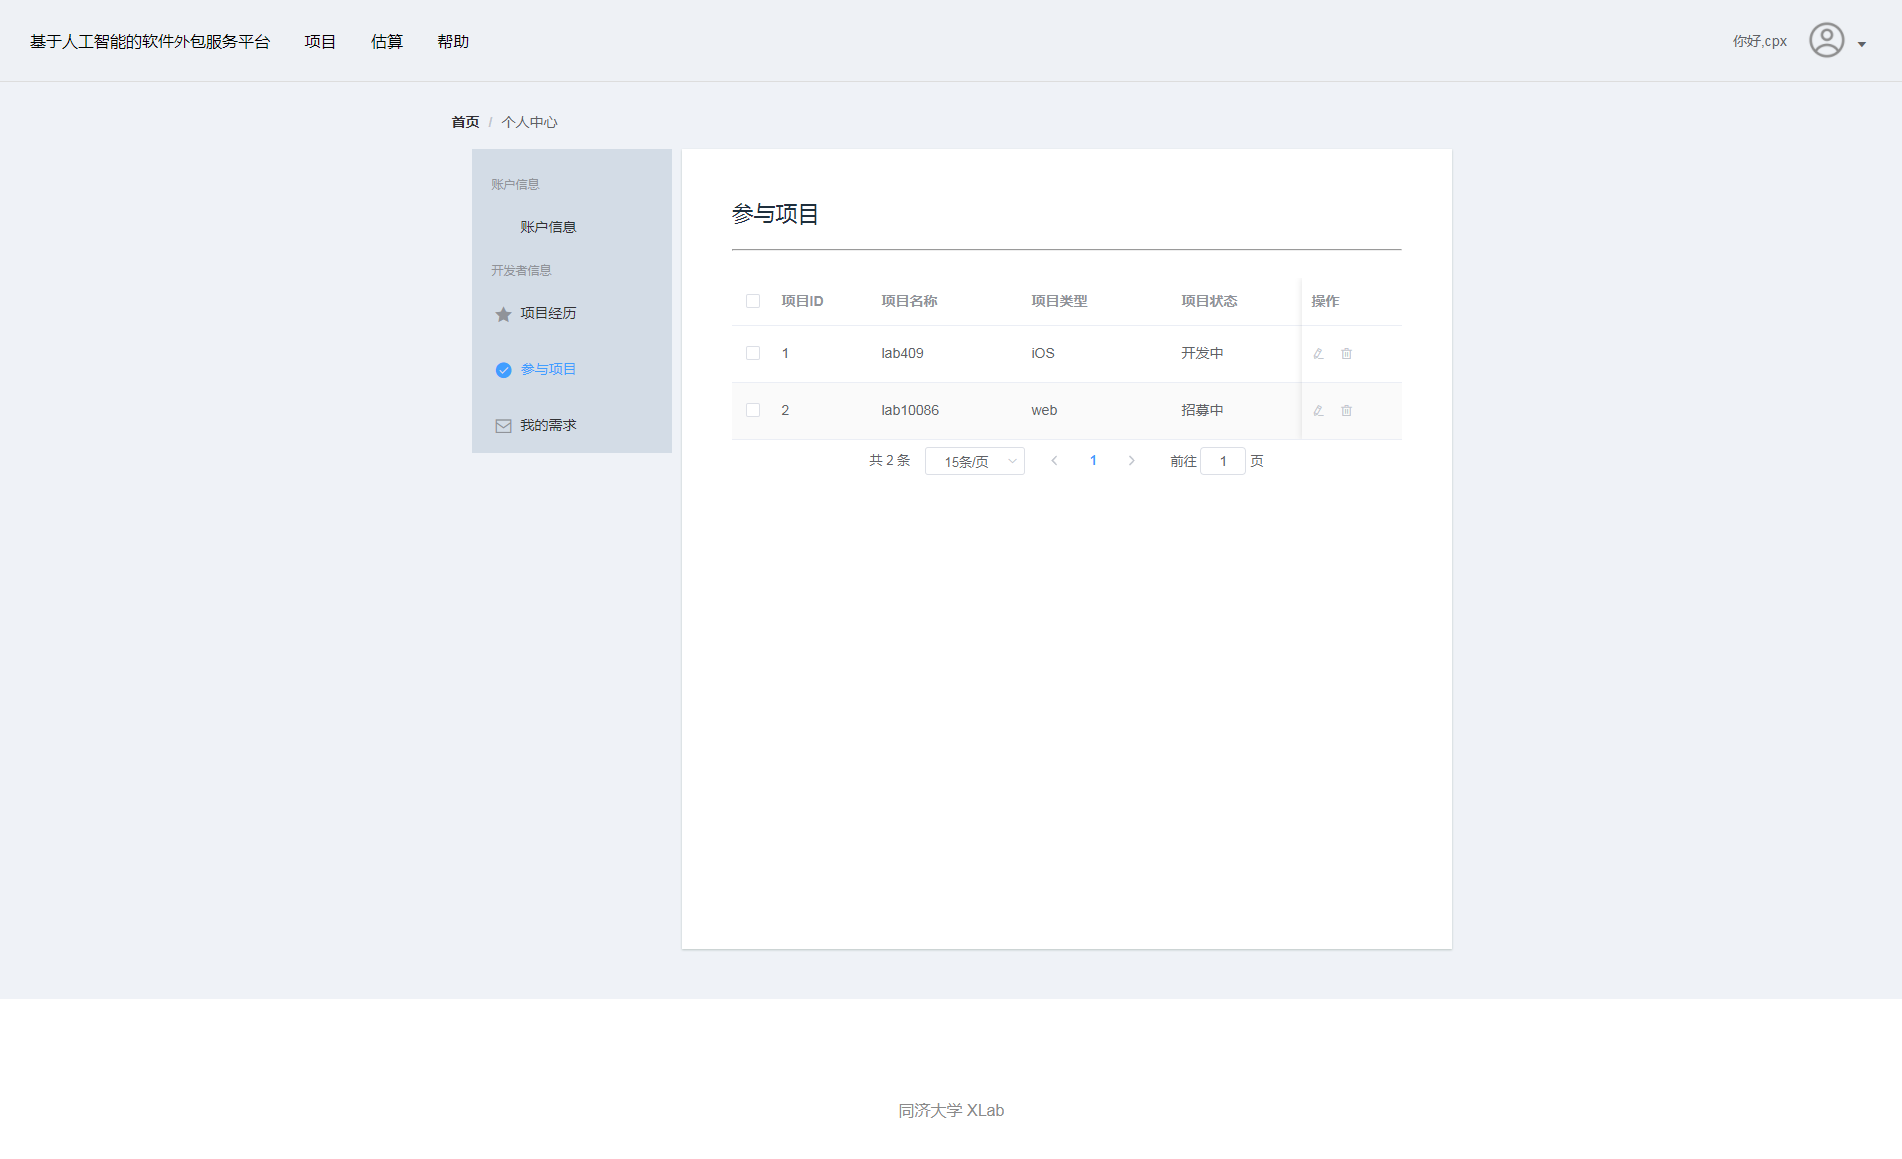 基于人工智能的软件外包服务平台 项目 估算 帮助 你好,cpx
首页 / 个人中心
账户信息
账户信息
开发者信息
项目经历
参与项目
我的需求
参与项目
项目ID 项目名称 项目类型 项目状态 操作
1 lab409 iOS 开发中
2 lab10086 web 招募中
共 2 条 15条/页 1 前往 1 页
同济大学 XLab